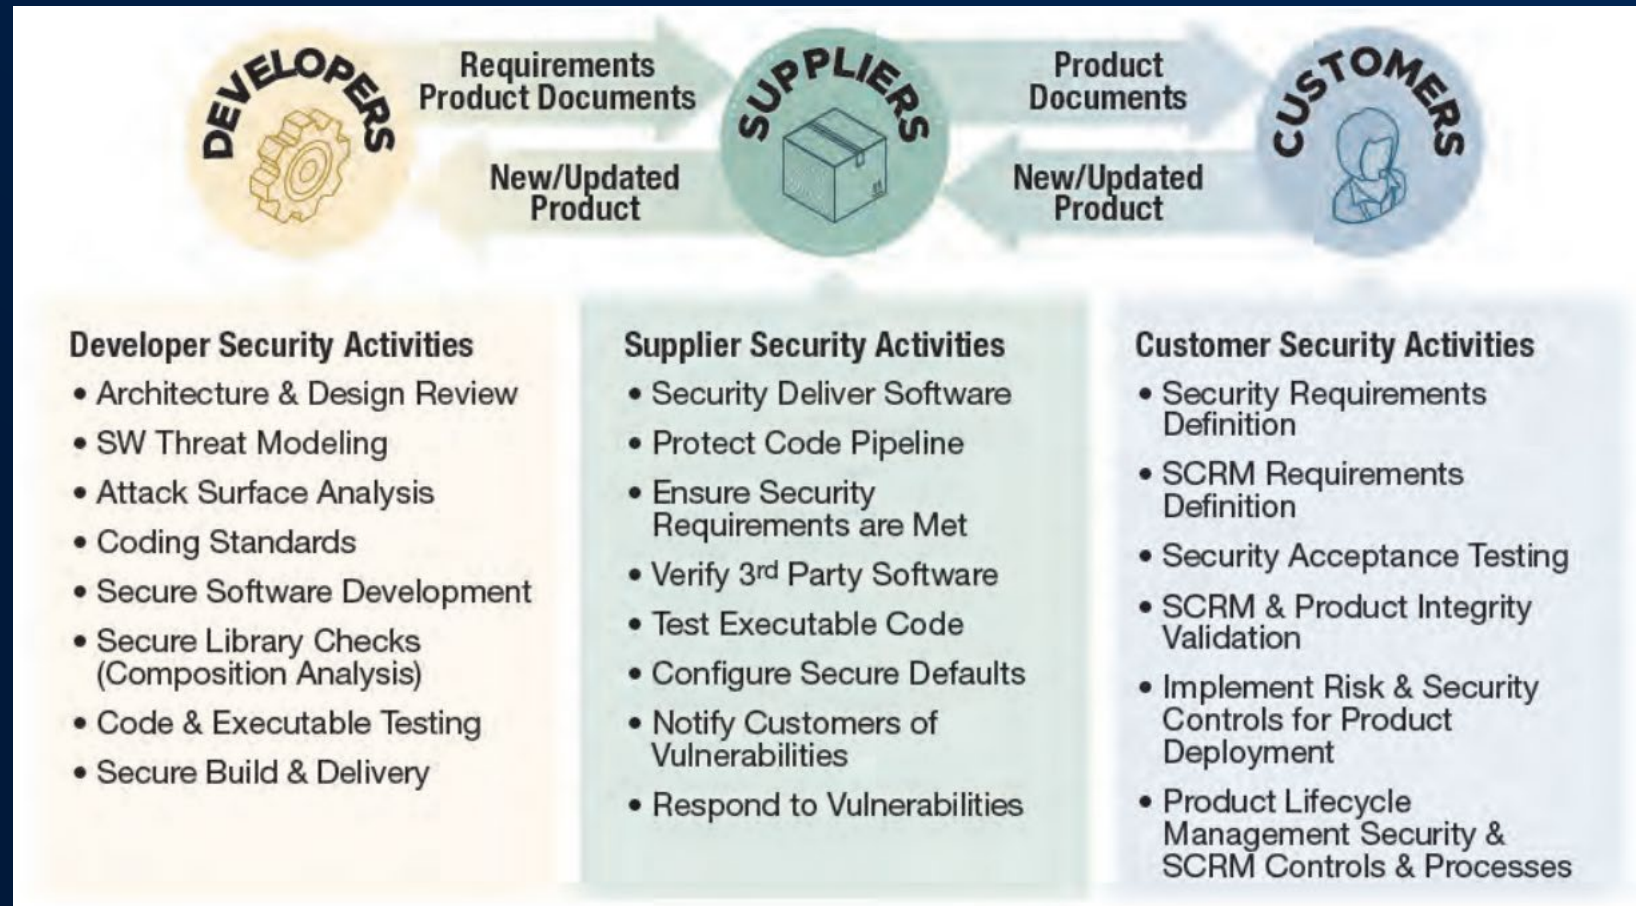 DEVELOPERS
Requirements
Product Documents
New/Updated
Product
SUPPLIERS
Product
Documents
New/Updated
Product
CUSTOMERS
Developer Security Activities
• Architecture & Design Review
• SW Threat Modeling
• Attack Surface Analysis
• Coding Standards
• Secure Software Development
• Secure Library Checks
(Composition Analysis)
• Code & Executable Testing
• Secure Build & Delivery
Supplier Security Activities
• Security Deliver Software
• Protect Code Pipeline
• Ensure Security
Requirements are Met
• Verify 3rd Party Software
• Test Executable Code
• Configure Secure Defaults
• Notify Customers of
Vulnerabilities
• Respond to Vulnerabilities
Customer Security Activities
• Security Requirements
Definition
• SCRM Requirements
Definition
• Security Acceptance Testing
• SCRM & Product Integrity
Validation
• Implement Risk & Security
Controls for Product
Deployment
• Product Lifecycle
Management Security &
SCRM Controls & Processes